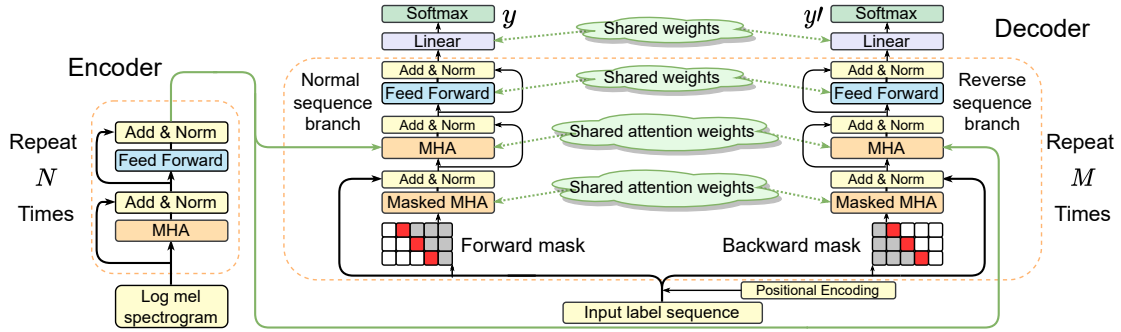 Encoder
Repeat
N
Times
Add & Norm
Feed Forward
Add & Norm
MHA
Log mel
spectrogram
Decoder
Softmax
y
Linear
Normal
sequence
branch
Add & Norm
Feed Forward
Add & Norm
MHA
Add & Norm
Masked MHA
Forward mask
Shared weights
Shared weights
Shared attention weights
Shared attention weights
y′
Softmax
Linear
Add & Norm
Feed Forward
Add & Norm
MHA
Add & Norm
Masked MHA
Backward mask
Reverse
sequence
branch
Repeat
M
Times
Positional Encoding
Input label sequence